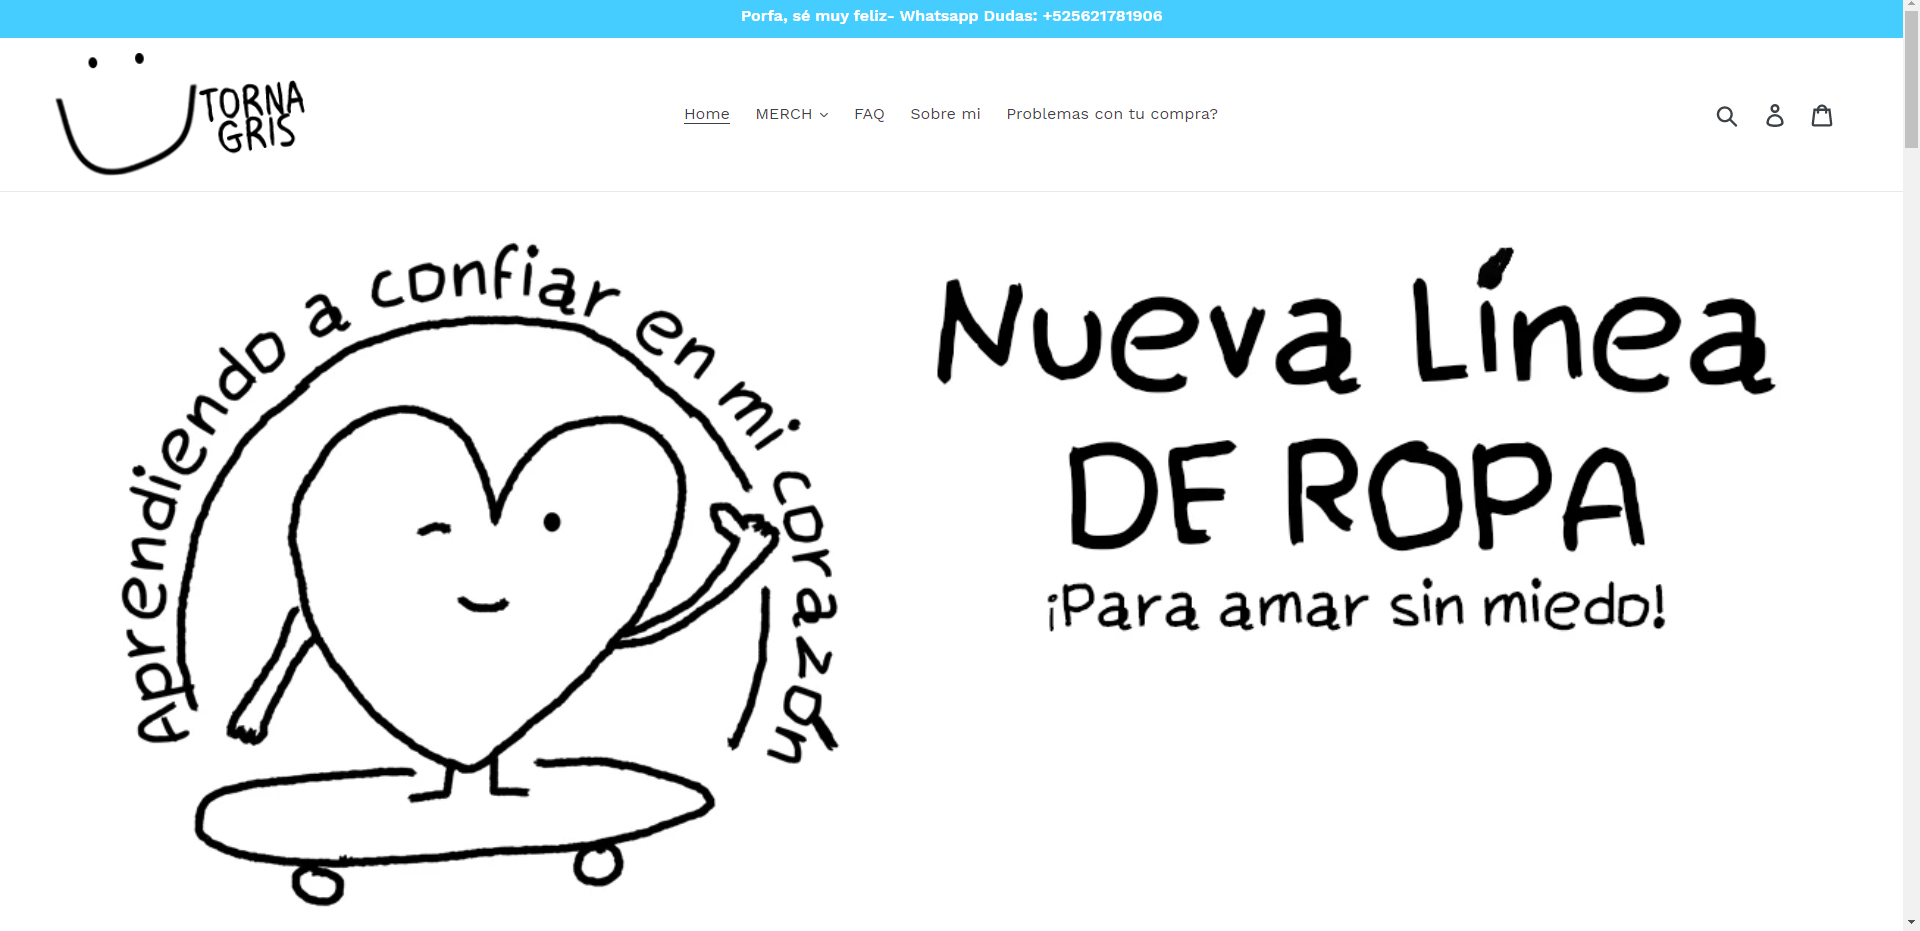 Porfa, sé muy feliz- Whatsapp Dudas: +525621781906
TORNA
GRIS
Home MERCH FAQ Sobre mi Problemas con tu compra?
Aprendiendo a confiar en mi corazón
Nueva Línea
DE ROPA
¡Para amar sin miedo!